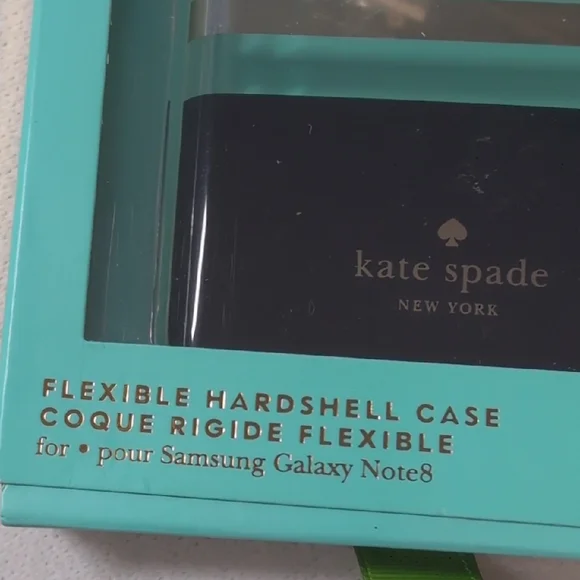 kate spade
NEW YORK
FLEXIBLE HARDSHELL CASE
COQUE RIGIDE FLEXIBLE
for • pour Samsung Galaxy Note8